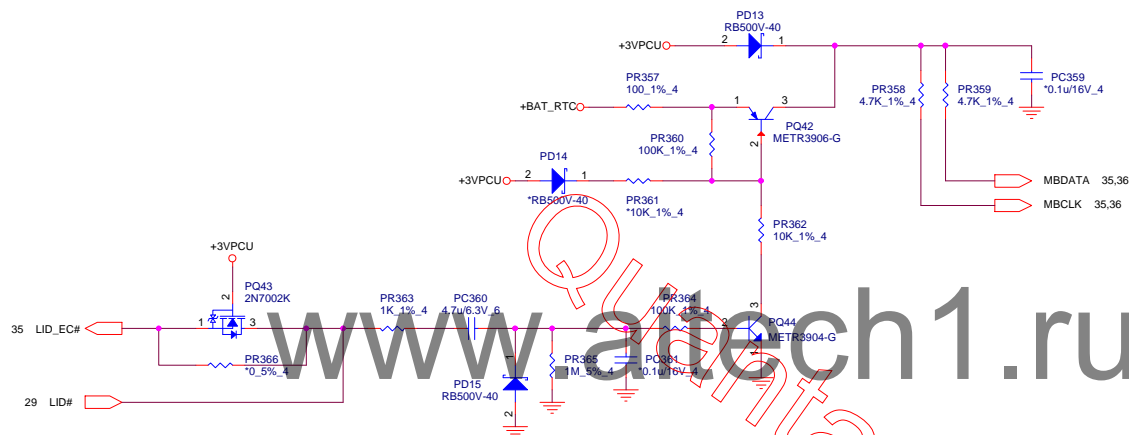 PD13
RB500V-40
+3VPCU
2
1
PR357
100_1%_4
+BAT_RTC
1
3
PR358
4.7K_1%_4
PR359
4.7K_1%_4
PC359
*0.1u/16V_4
PQ42
METR3906-G
2
PR360
100K_1%_4
PD14
+3VPCU
2
1
*RB500V-40
PR361
*10K_1%_4
MBDATA 35,36
MBCLK 35,36
PR362
10K_1%_4
+3VPCU
PQ43
2N7002K
2
1
3
35 LID_EC#
PR363
1K_1%_4
PC360
4.7u/6.3V_6
PR364
100K_1%_4
2
3
PQ44
METR3904-G
1
PR366
*0_5%_4
29 LID#
1
PD15
RB500V-40
2
PR365
1M_5%_4
PC361
*0.1u/16V_4
Quanta
www.aitech1.ru